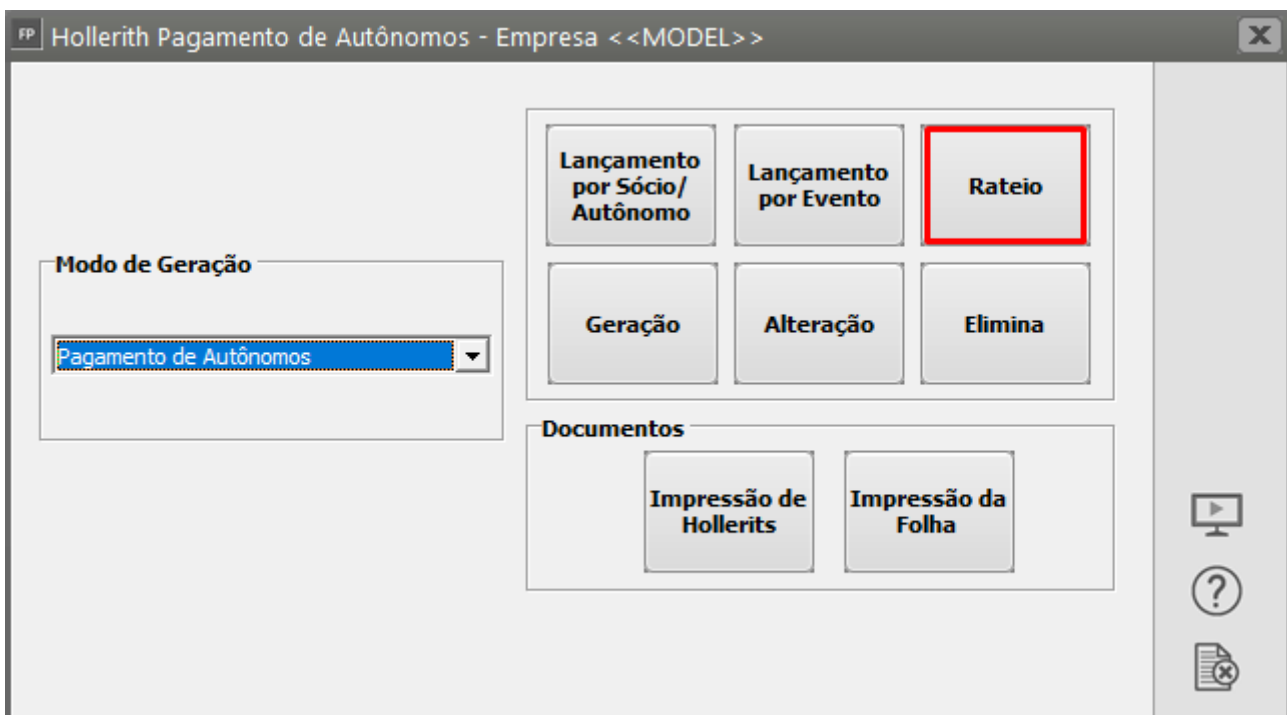 FP Hollerith Pagamento de Autônomos - Empresa <<MODEL>>
Lançamento
por Sócio/
Autônomo
Lançamento
por Evento
Rateio
Modo de Geração
Pagamento de Autônomos
Geração
Alteração
Elimina
Documentos
Impressão de
Hollerits
Impressão da
Folha